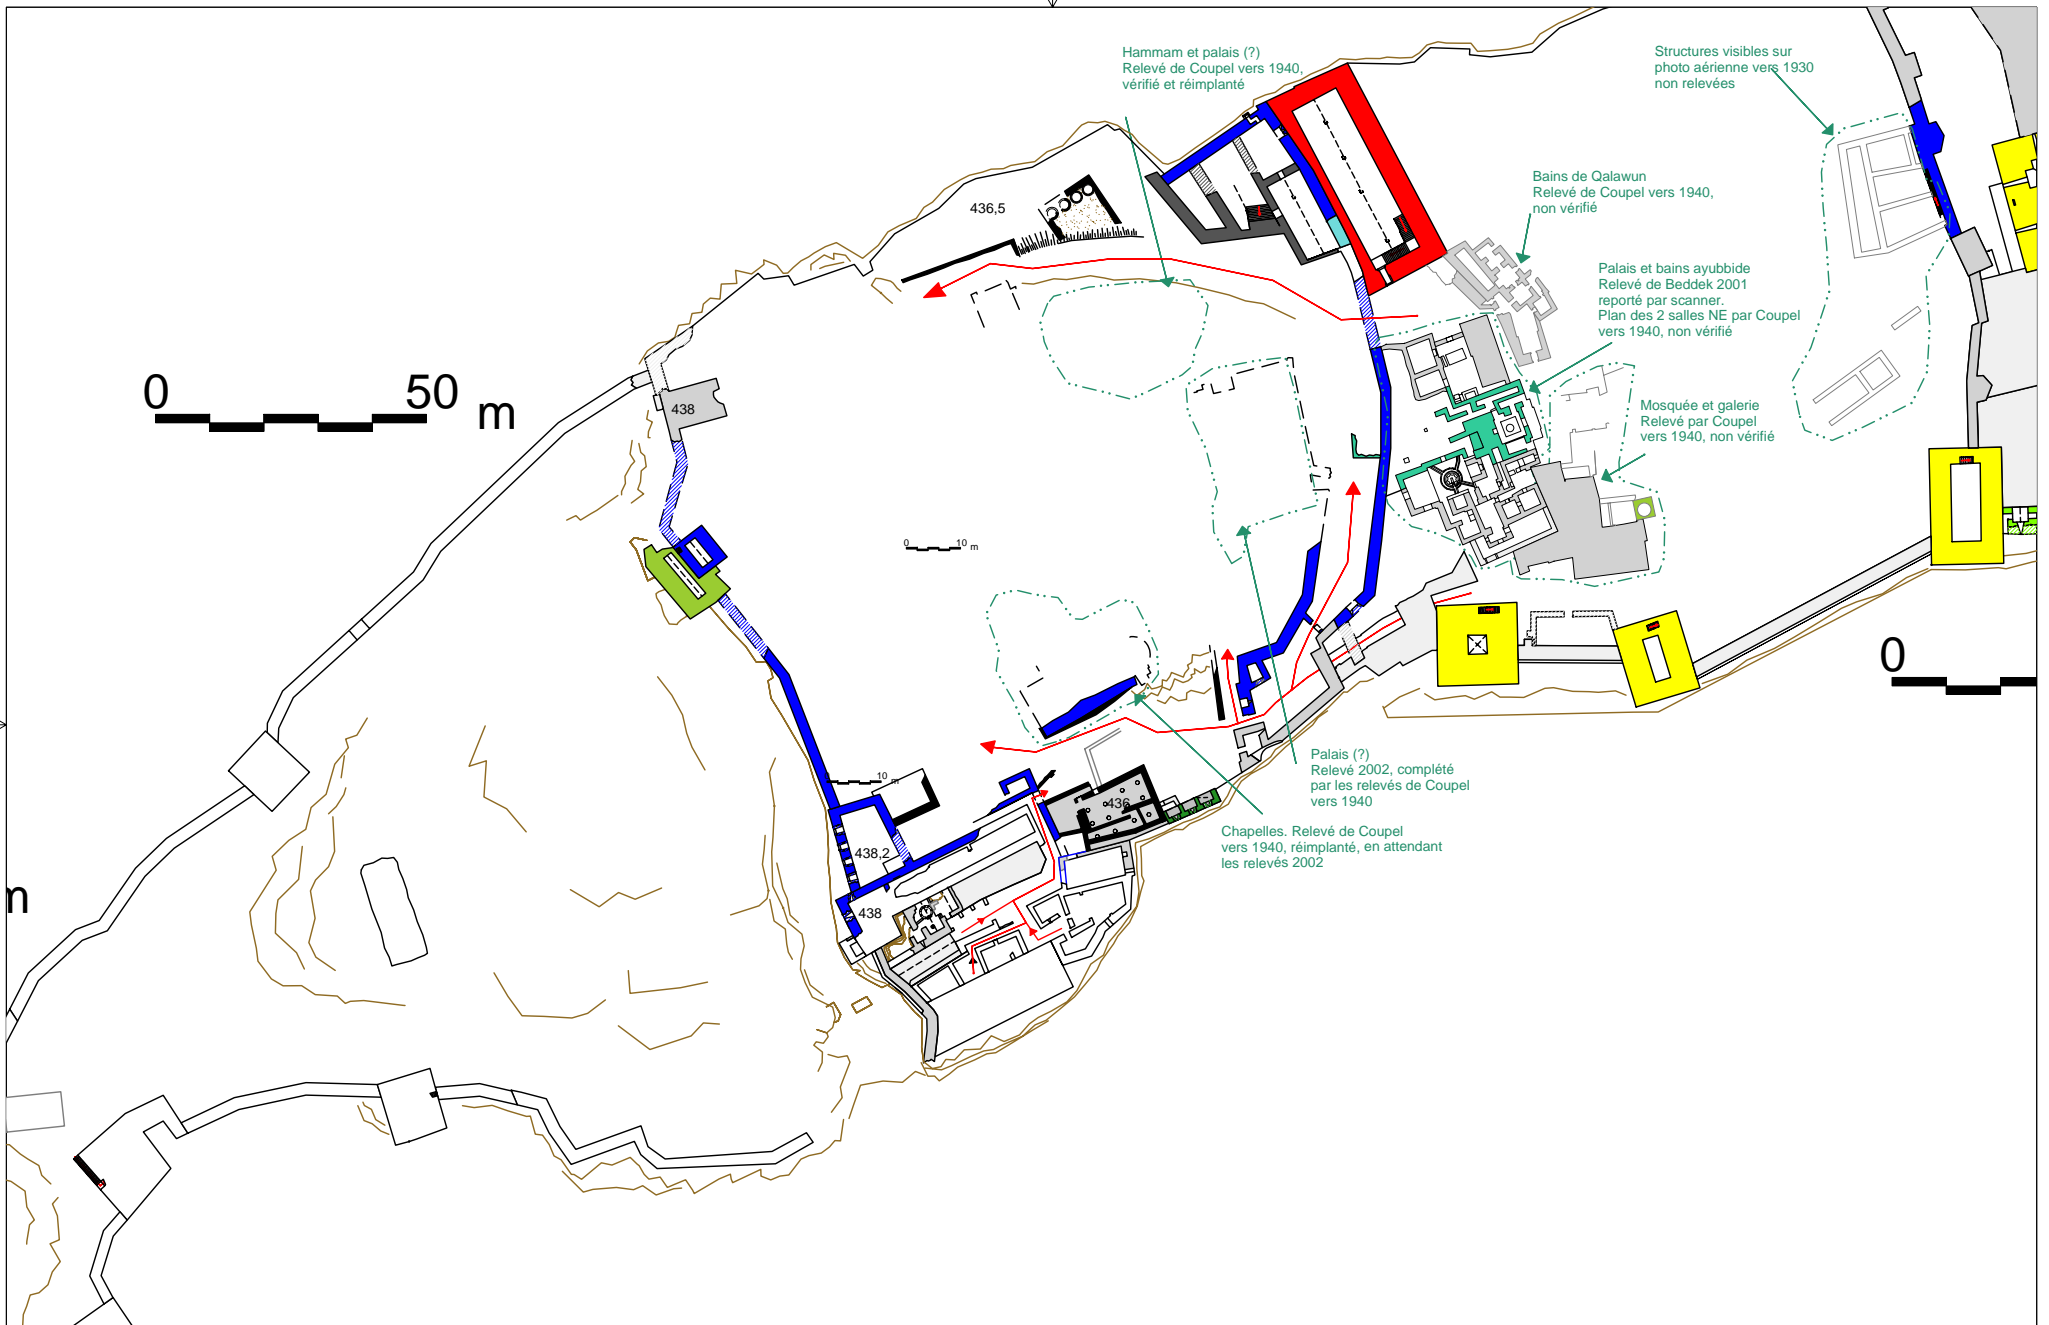 Hammam et palais (?)
Relevé de Coupel vers 1940,
vérifié et réimplanté
Structures visibles sur
photo aérienne vers 1930
non relevées
Bains de Qalawun
Relevé de Coupel vers 1940,
non vérifié
436,5
Palais et bains ayubbide
Relevé de Beddek 2001
reporté par scanner.
Plan des 2 salles NE par Coupel
vers 1940, non vérifié
0 50 m
438
Mosquée et galerie
Relevé par Coupel
vers 1940, non vérifié
0 10 m
0
Palais (?)
Relevé 2002, complété
par les relevés de Coupel
vers 1940
10 m
436
Chapelles. Relevé de Coupel
vers 1940, réimplanté, en attendant
les relevés 2002
438,2
m
438